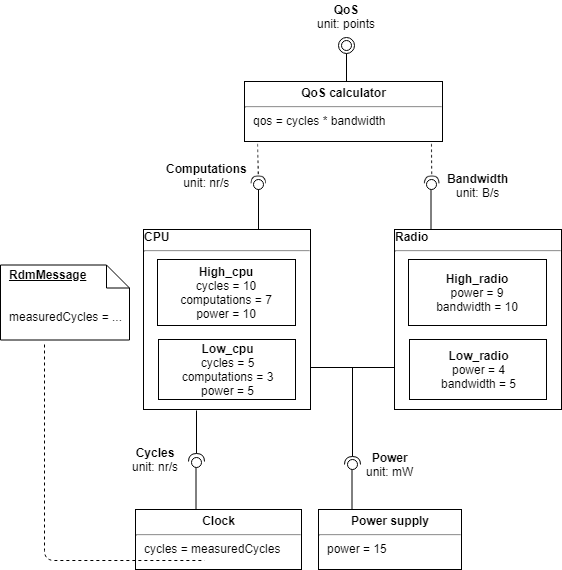 QoS
unit: points
QoS calculator
qos = cycles * bandwidth
Computations
unit: nr/s
Bandwidth
unit: B/s
CPU
High_cpu
cycles = 10
computations = 7
power = 10
Low_cpu
cycles = 5
computations = 3
power = 5
Radio
High_radio
power = 9
bandwidth = 10
Low_radio
power = 4
bandwidth = 5
RdmMessage
measuredCycles = ...
Cycles
unit: nr/s
Power
unit: mW
Clock
cycles = measuredCycles
Power supply
power = 15